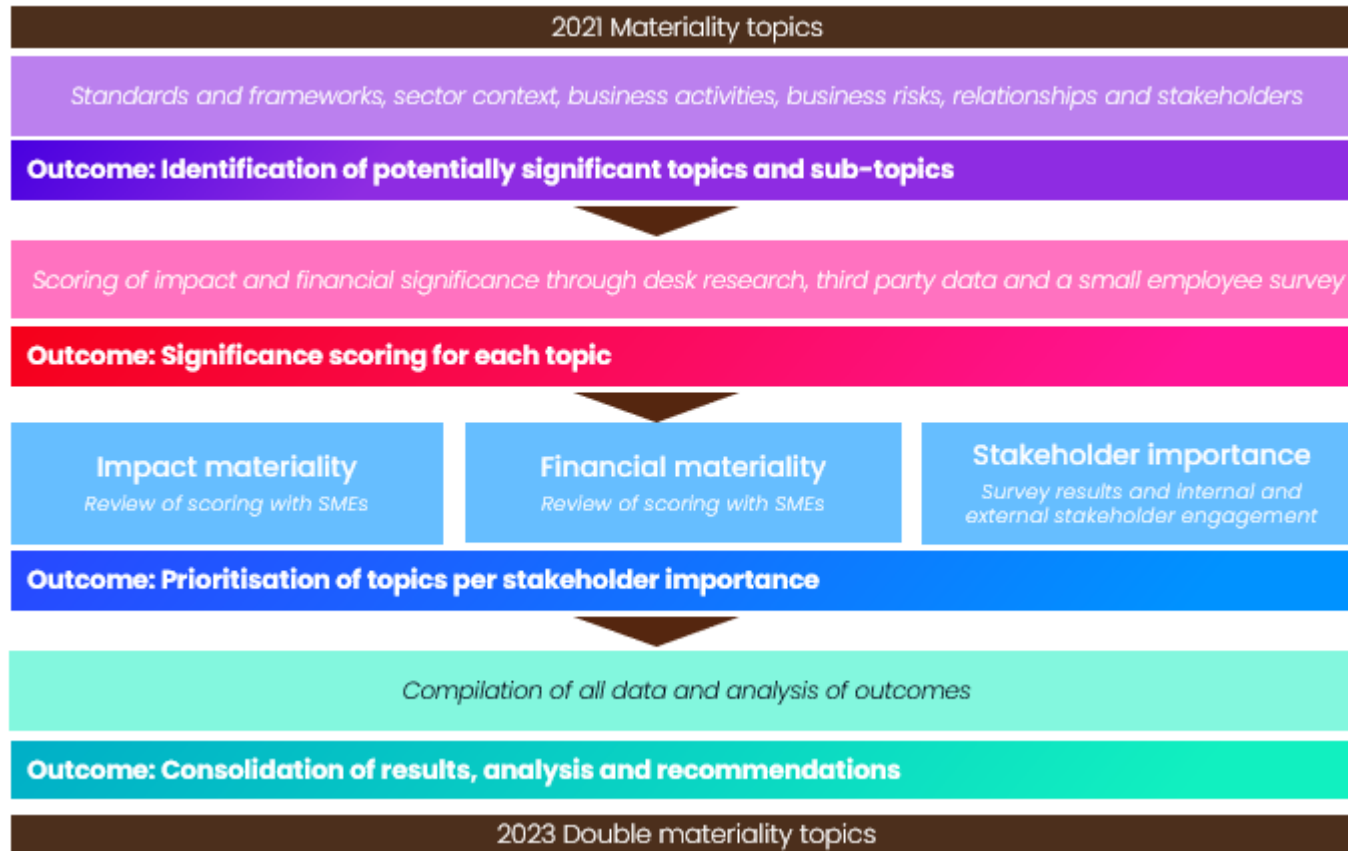 2021 Materiality topics
Standards and frameworks, sector context, business activities, business risks, relationships and stakeholders
Outcome: Identification of potentially significant topics and sub-topics
Scoring of impact and financial significance through desk research, third party data and a small employee survey
Outcome: Significance scoring for each topic
Impact materiality
Review of scoring with SMEs
Financial materiality
Review of scoring with SMEs
Stakeholder importance
Survey results and internal and
external stakeholder engagement
Outcome: Prioritisation of topics per stakeholder importance
Compilation of all data and analysis of outcomes
Outcome: Consolidation of results, analysis and recommendations
2023 Double materiality topics